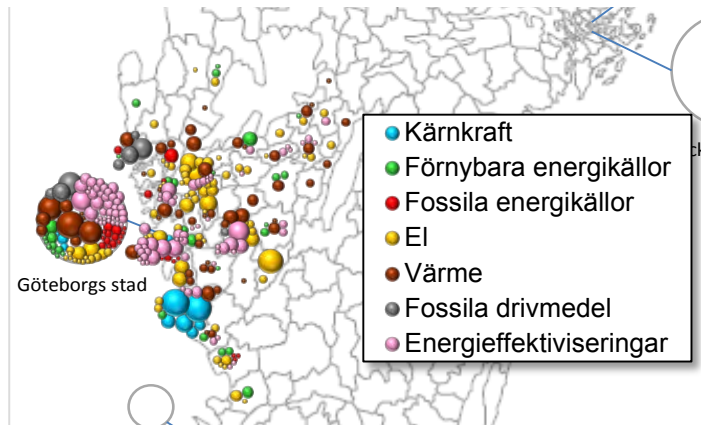 Kärnkraft
Förnybara energikällor
Fossila energikällor
El
Värme
Fossila drivmedel
Energieffektiviseringar
Göteborgs stad